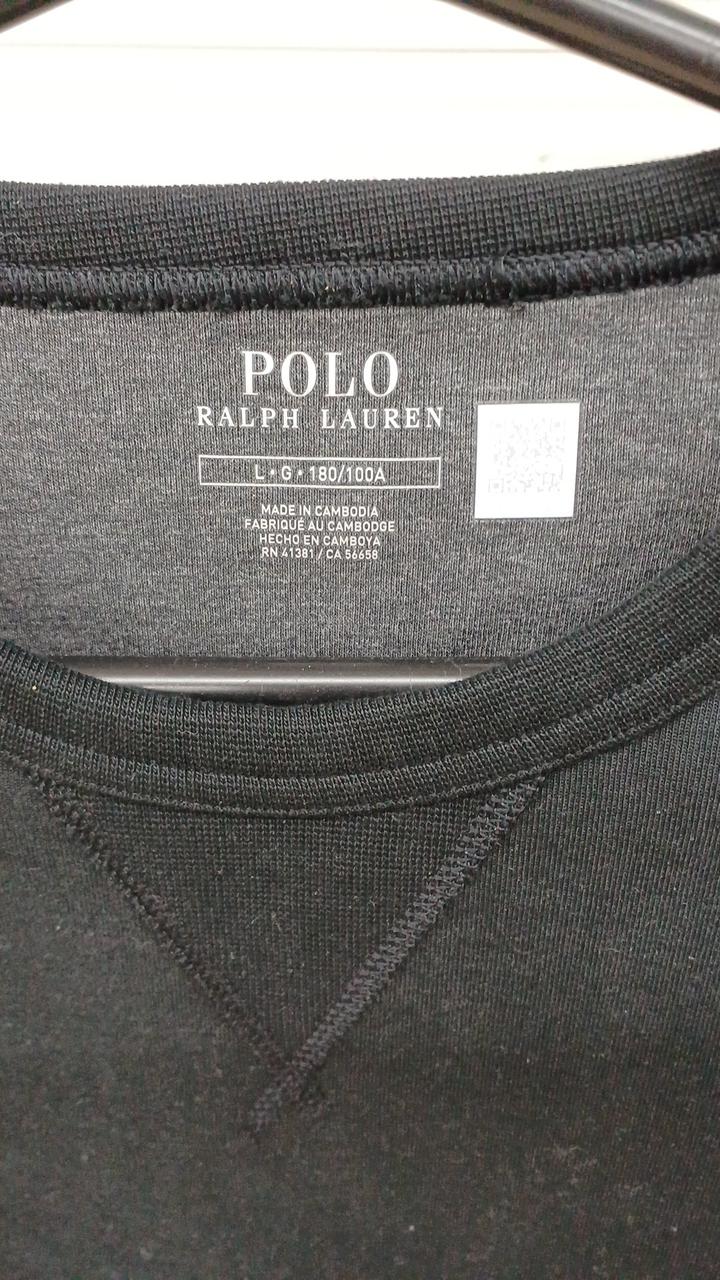 POLO
RALPH LAUREN
L • G • 180/100A
MADE IN CAMBODIA
FABRIQUÉ AU CAMBODGE
HECHO EN CAMBOYA
RN 41381 / CA 56658